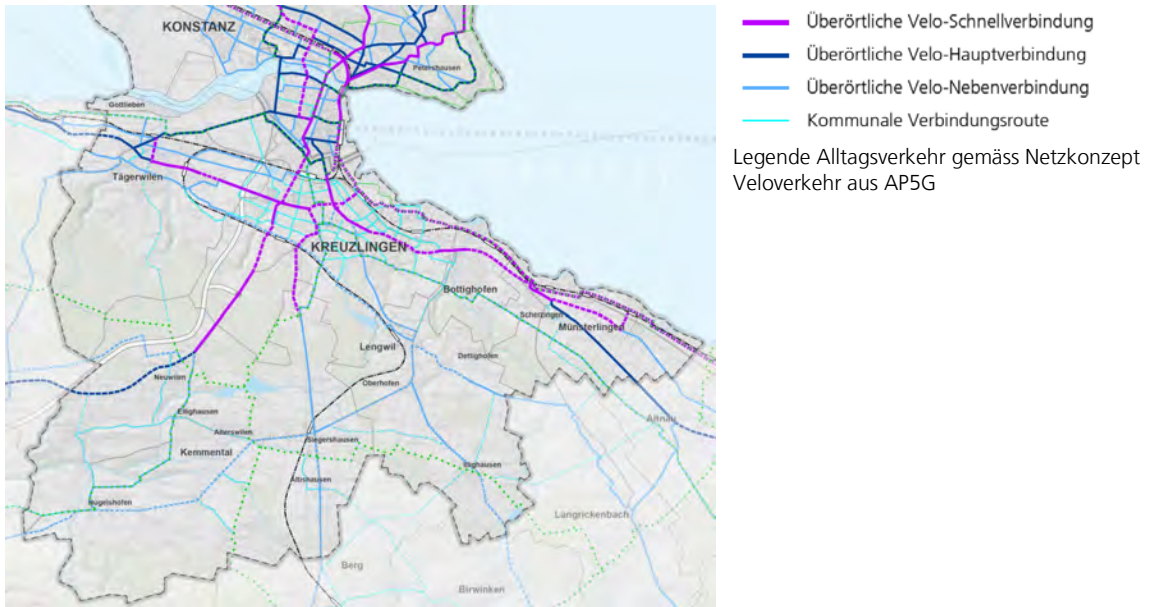 KONSTANZ
Petershausen
Gottlieben
Tägerwilen
KREUZLINGEN
Bottighofen
Scherzingen
Münsterlingen
Lengwil
Dettighofen
Neuwilen
Oberhofen
Altnau
Ellighausen
Alterswilen
Siegershausen
Kemmental
Illighausen
Altishausen
Hugelshofen
Langrickenbach
Berg
Birwinken
Überörtliche Velo-Schnellverbindung
Überörtliche Velo-Hauptverbindung
Überörtliche Velo-Nebenverbindung
Kommunale Verbindungsroute
Legende Alltagsverkehr gemäss Netzkonzept
Veloverkehr aus AP5G